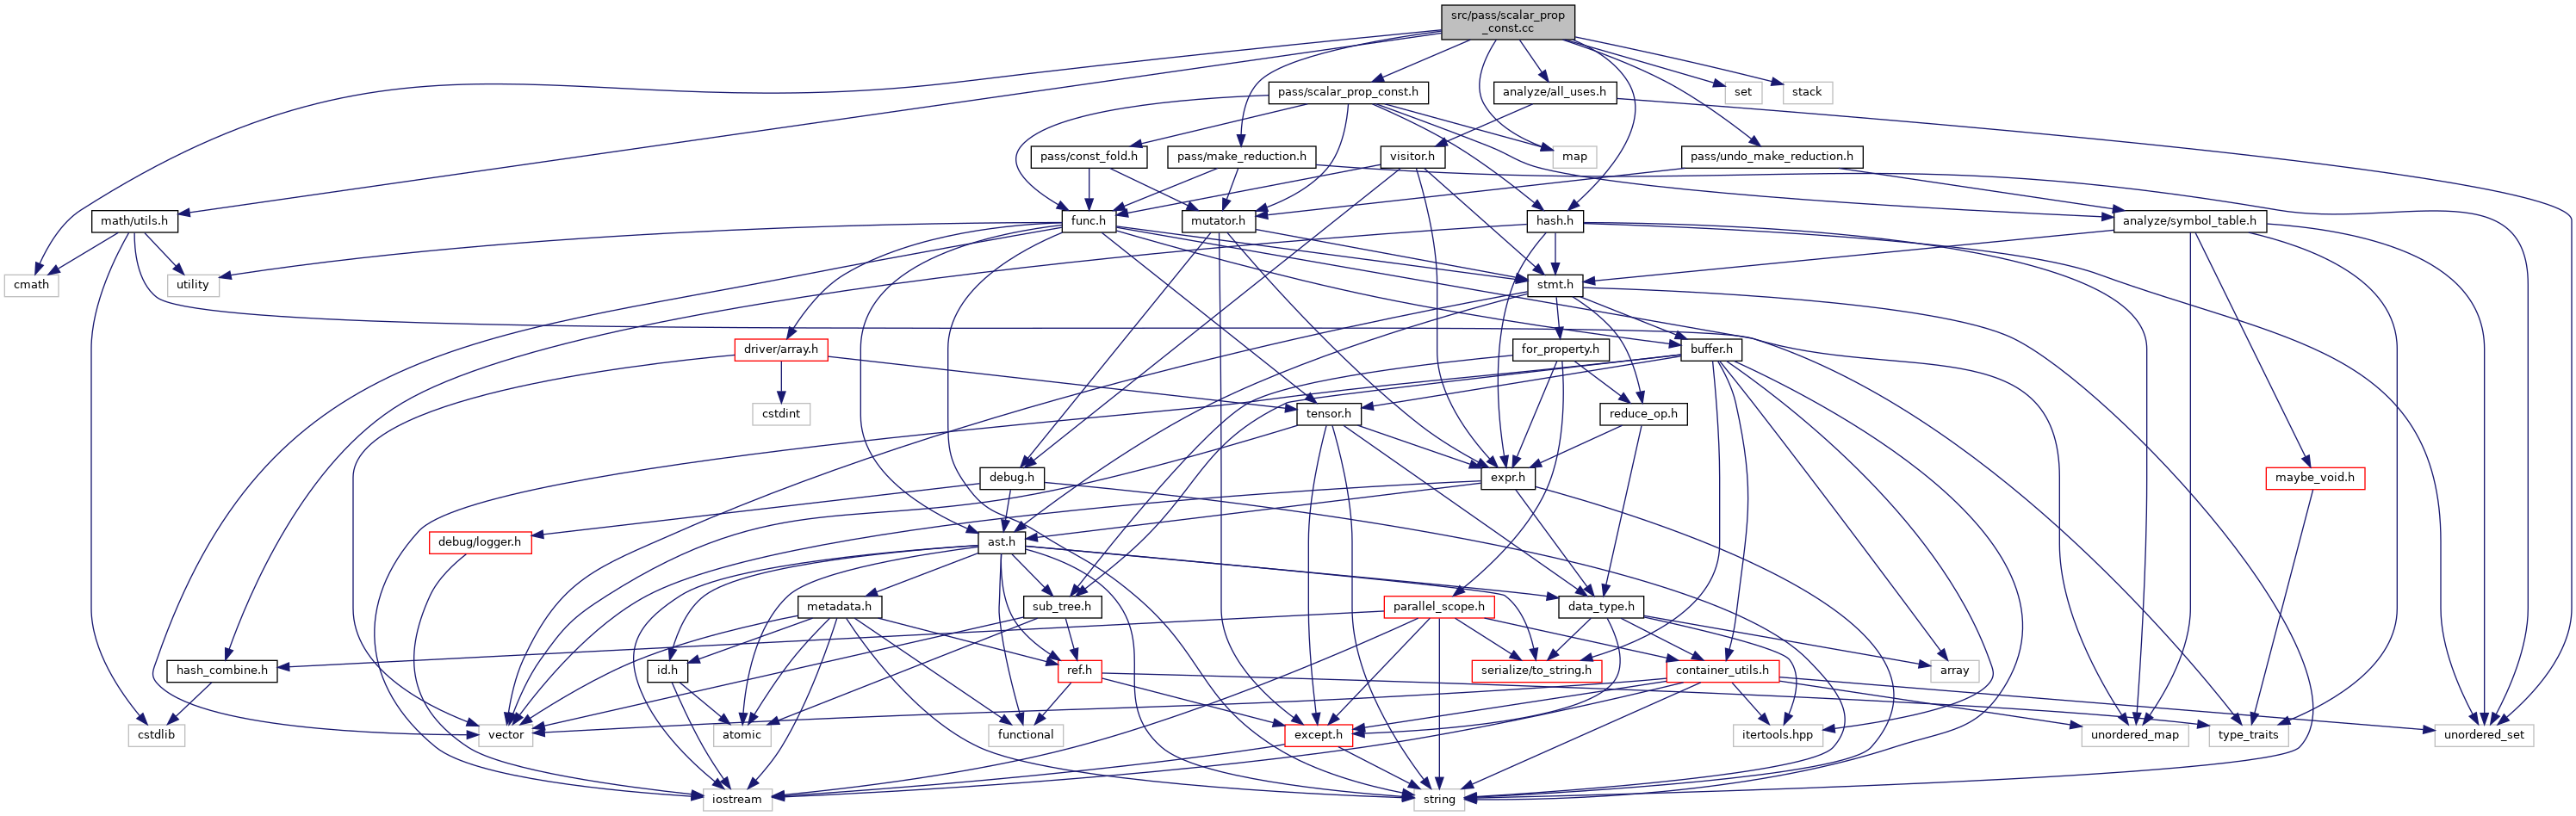 src/pass/scalar_prop
_const.cc
pass/scalar_prop_const.h
analyze/all_uses.h
set
stack
pass/const_fold.h
pass/make_reduction.h
visitor.h
map
pass/undo_make_reduction.h
math/utils.h
func.h
mutator.h
hash.h
analyze/symbol_table.h
cmath
utility
stmt.h
driver/array.h
for_property.h
buffer.h
cstdint
tensor.h
reduce_op.h
debug.h
expr.h
maybe_void.h
debug/logger.h
ast.h
metadata.h
sub_tree.h
parallel_scope.h
data_type.h
hash_combine.h
id.h
ref.h
serialize/to_string.h
container_utils.h
array
cstdlib
vector
atomic
functional
except.h
itertools.hpp
unordered_map
type_traits
unordered_set
iostream
string